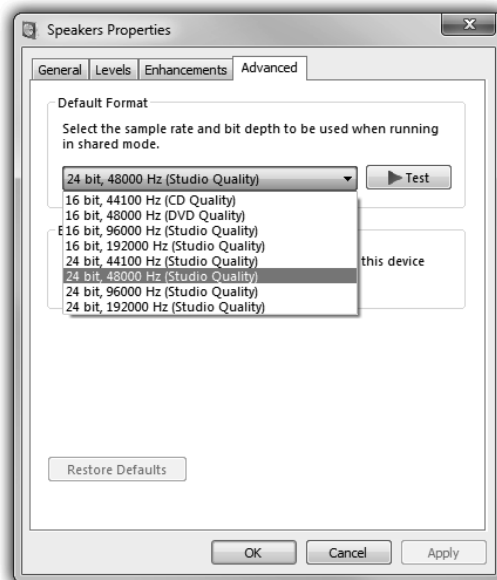 Speakers Properties
General Levels Enhancements Advanced
Default Format
Select the sample rate and bit depth to be used when running
in shared mode.
24 bit, 48000 Hz (Studio Quality)
Test
16 bit, 44100 Hz (CD Quality)
16 bit, 48000 Hz (DVD Quality)
16 bit, 96000 Hz (Studio Quality)
16 bit, 192000 Hz (Studio Quality)
24 bit, 44100 Hz (Studio Quality)
this device
24 bit, 48000 Hz (Studio Quality)
24 bit, 96000 Hz (Studio Quality)
24 bit, 192000 Hz (Studio Quality)
Restore Defaults
OK Cancel Apply